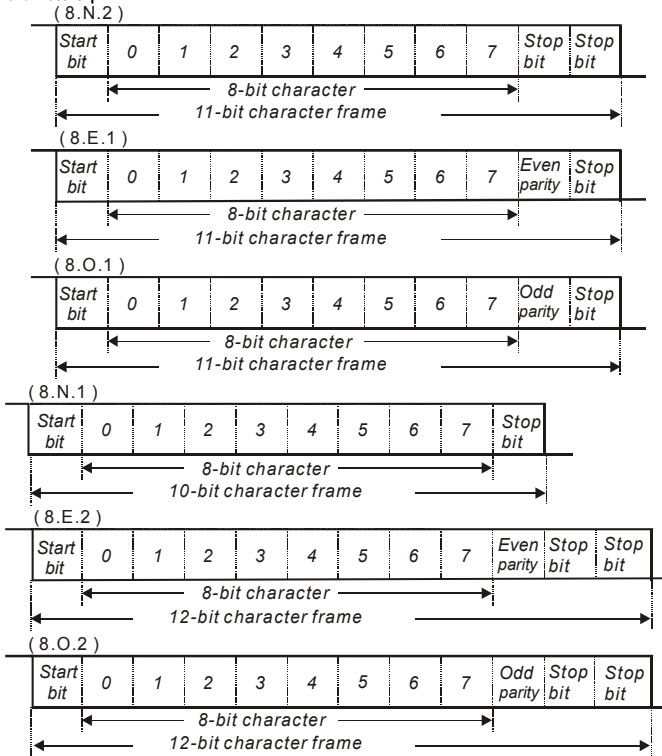 ( 8.N.2 )
Start bit 0 1 2 3 4 5 6 7 Stop bit Stop bit
8-bit character
11-bit character frame
( 8.E.1 )
Start bit 0 1 2 3 4 5 6 7 Even parity Stop bit
8-bit character
11-bit character frame
( 8.O.1 )
Start bit 0 1 2 3 4 5 6 7 Odd parity Stop bit
8-bit character
11-bit character frame
( 8.N.1 )
Start bit 0 1 2 3 4 5 6 7 Stop bit
8-bit character
10-bit character frame
( 8.E.2 )
Start bit 0 1 2 3 4 5 6 7 Even parity Stop bit Stop bit
8-bit character
12-bit character frame
( 8.O.2 )
Start bit 0 1 2 3 4 5 6 7 Odd parity Stop bit Stop bit
8-bit character
12-bit character frame